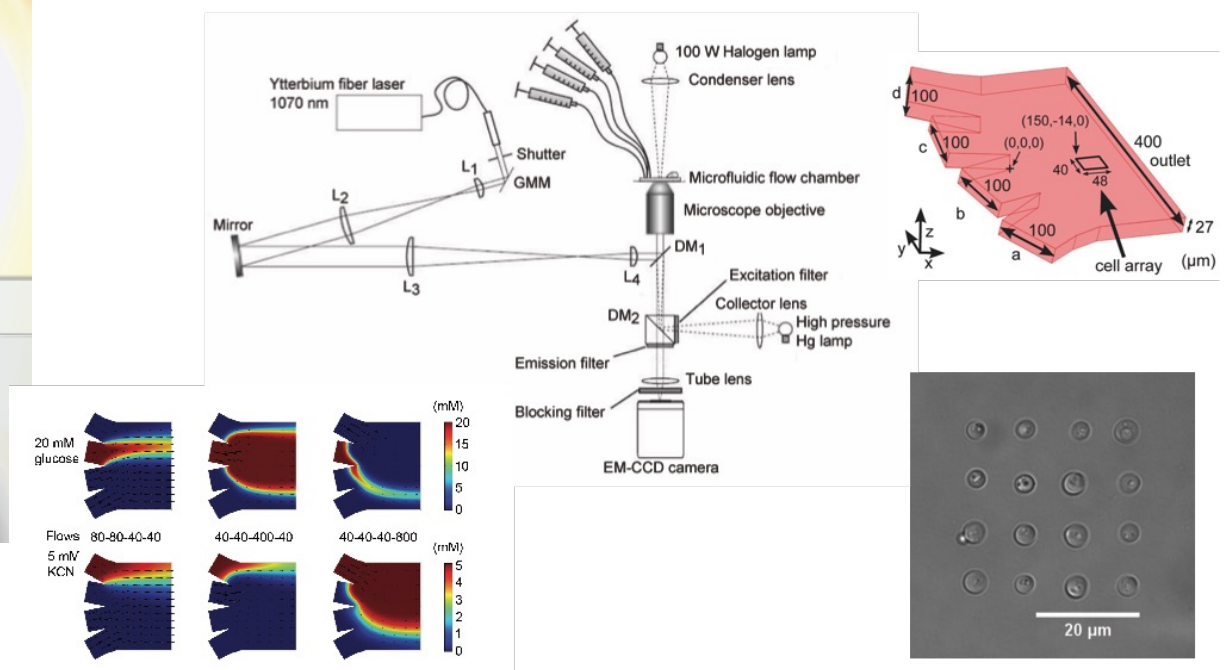 100 W Halogen lamp
Condenser lens
Ytterbium fiber laser
1070 nm
Shutter
L1
GMM
Microfluidic flow chamber
L2
Microscope objective
Mirror
DM1
L3
L4
Excitation filter
Collector lens
DM2
High pressure
Hg lamp
Emission filter
Tube lens
Blocking filter
EM-CCD camera
d
100
(150,-14,0)
c
100
(0,0,0)
400
outlet
40
48
100
b
100
27
a
z
y
x
cell array
(µm)
(mM)
20 mM
glucose
20
15
10
5
0
Flows 80-80-40-40 40-40-400-40 40-40-40-800
(mM)
5 mM
KCN
5
4
3
2
1
0
20 µm